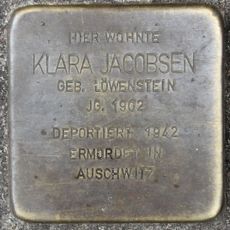 HIER WOHNTE
KLARA JACOBSEN
GEB. LÖWENSTEIN
JG. 1902
DEPORTIERT 1942
ERMORDET IN
AUSCHWITZ